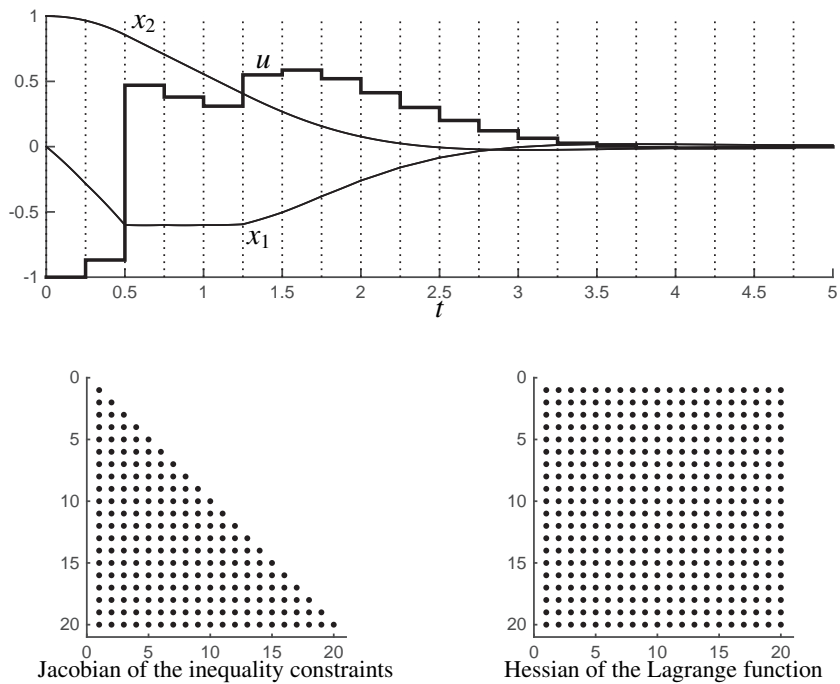 1
x2
u
0.5
0
-0.5
x1
-1
0 0.5 1 1.5 2 2.5 3 3.5 4 4.5 5
t
0
5
10
15
20
0 5 10 15 20
Jacobian of the inequality constraints
0
5
10
15
20
0 5 10 15 20
Hessian of the Lagrange function